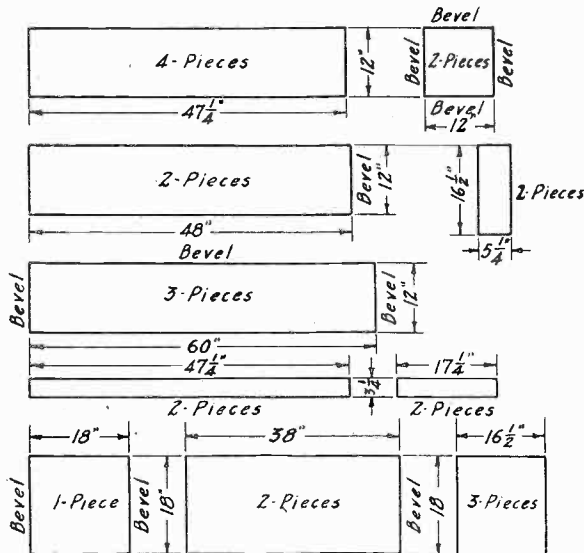 Bevel
4-Pieces
12"
Bevel
2-Pieces
Bevel
47 1/4"
Bevel
12"
2-Pieces
Bevel
12"
16 1/2"
2-Pieces
48"
5 1/4"
Bevel
Bevel
3-Pieces
Bevel
12"
60"
47 1/4"
17 1/4"
3 1/4"
2-Pieces
2-Pieces
18"
38"
16 1/2"
Bevel
1-Piece
Bevel
18"
2-Pieces
Bevel
18
3-Pieces